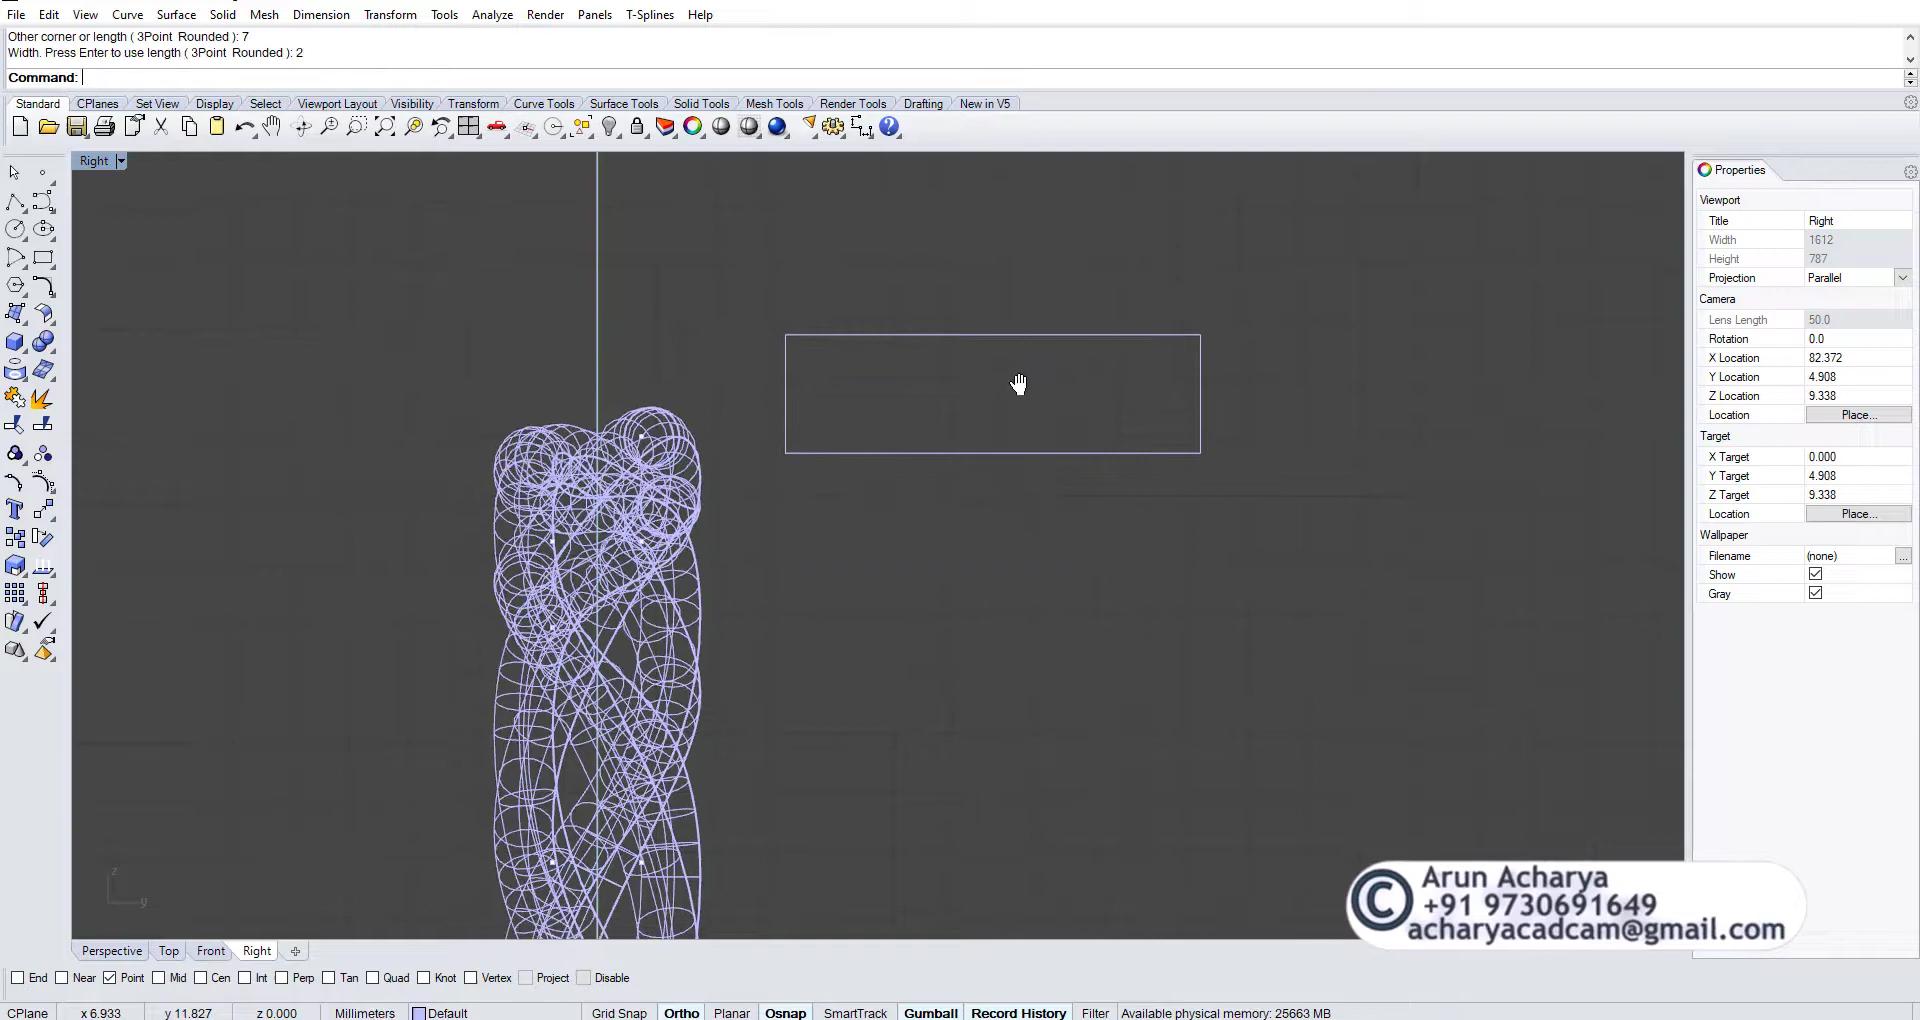 File Edit View Curve Surface Solid Mesh Dimension Transform Tools Analyze Render Panels T-Splines Help
Other corner or length ( 3Point Rounded ): 7
Width. Press Enter to use length ( 3Point Rounded ): 2
Command:
Standard CPlanes Set View Display Select Viewport Layout Visibility Transform Curve Tools Surface Tools Solid Tools Mesh Tools Render Tools Drafting New in V5
Right
Properties
Viewport
Title Right
Width 1612
Height 787
Projection Parallel
Camera
Lens Length 50.0
Rotation 0.0
X Location 82.372
Y Location 4.908
Z Location 9.338
Location Place...
Target
X Target 0.000
Y Target 4.908
Z Target 9.338
Location Place...
Wallpaper
Filename (none) ...
Show
Gray
z
y
© Arun Acharya
+91 9730691649
acharyacadcam@gmail.com
Perspective Top Front Right
End Near Point Mid Cen Int Perp Tan Quad Knot Vertex Project Disable
CPlane x 6.933 y 11.827 z 0.000 Millimeters Default Grid Snap Ortho Planar Osnap SmartTrack Gumball Record History Filter Available physical memory: 25663 MB